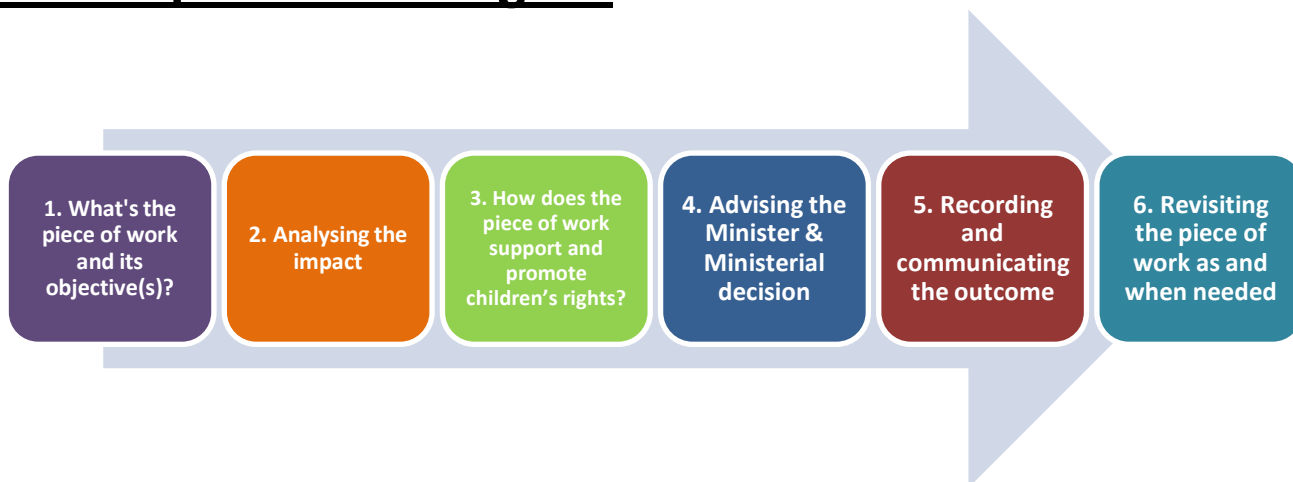 1. What's the
piece of work
and its
objective(s)?
2. Analysing the
impact
3. How does the
piece of work
support and
promote
children’s rights?
4. Advising the
Minister &
Ministerial
decision
5. Recording
and
communicating
the outcome
6. Revisiting
the piece of
work as and
when needed